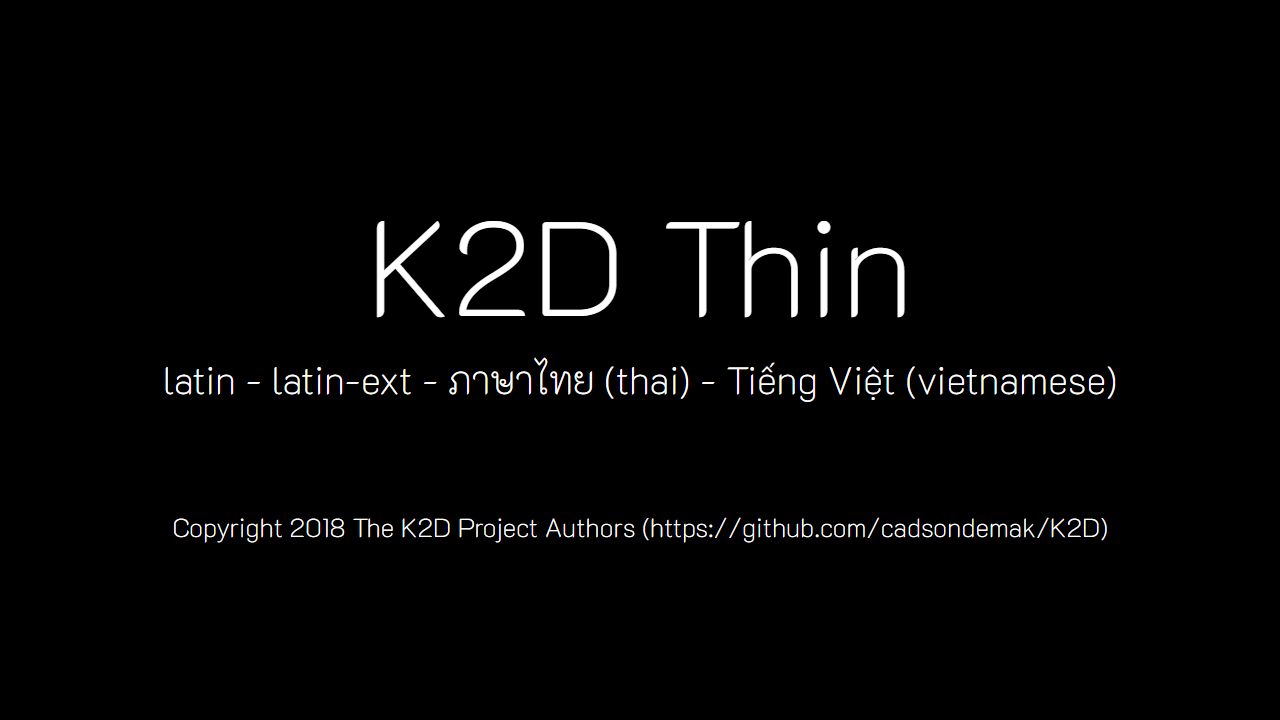 K2D Thin
latin - latin-ext - ภาษาไทย (thai) - Tiếng Việt (vietnamese)
Copyright 2018 The K2D Project Authors (https://github.com/cadsondemak/K2D)